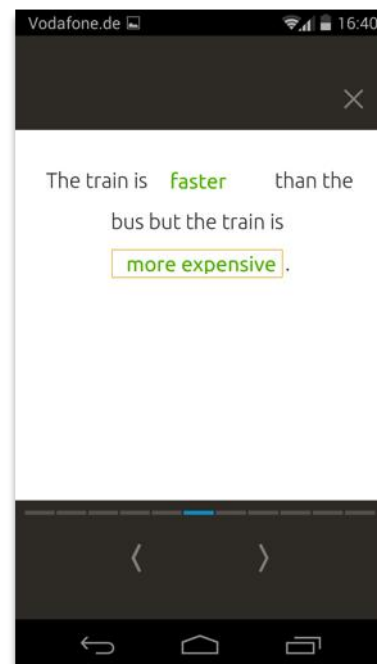 Vodafone.de 16:40
The train is faster than the
bus but the train is
more expensive.